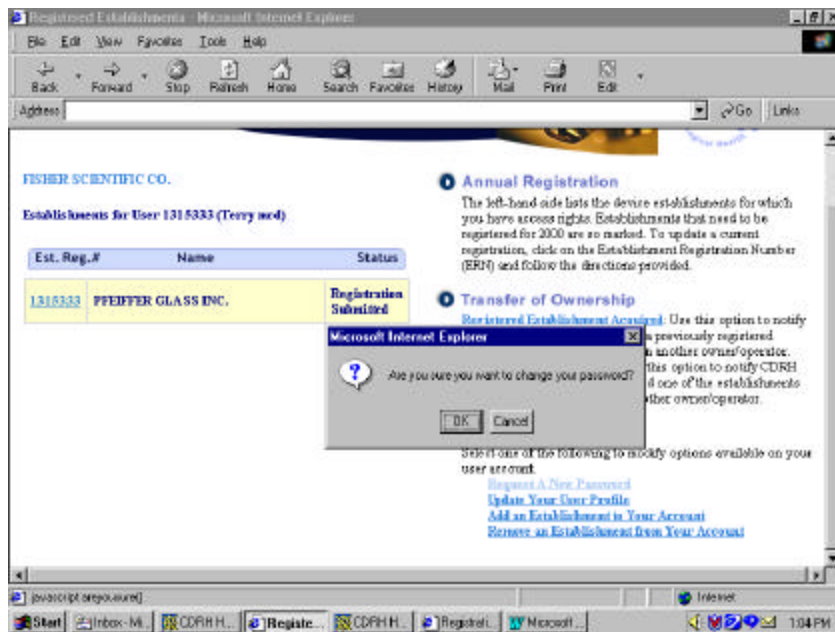 Registered Establishments - Microsoft Internet Explorer
File Edit View Favorites Tools Help
Back Forward Stop Refresh Home Search Favorites History Mail Print Edit
Address Go Links
FISHER SCIENTIFIC CO.
Establishments for User 1315333 (Terry mod)
Est. Reg.# Name Status
1315333 PFEIFFER GLASS INC. Registration
Submitted
Annual Registration
The left-hand side lists the device establishments for which
you have access rights. Establishments that need to be
registered for 2000 are so marked. To update a current
registration, click on the Establishment Registration Number
(ERN) and follow the directions provided.
Transfer of Ownership
Registered Establishment Acquired: Use this option to notify
a previously registered
another owner/operator.
this option to notify CDRH
d one of the establishments
other owner/operator.
Microsoft Internet Explorer
Are you sure you want to change your password?
OK Cancel
Select one of the following to modify options available on your
user account.
Request A New Password
Update Your User Profile
Add an Establishment to Your Account
Remove an Establishment from Your Account
javascript:areyousure()
Internet
Start Inbox - Mi... CDRH H... Registe... CDRH H... Registrati... Microsoft ... 1:04 PM